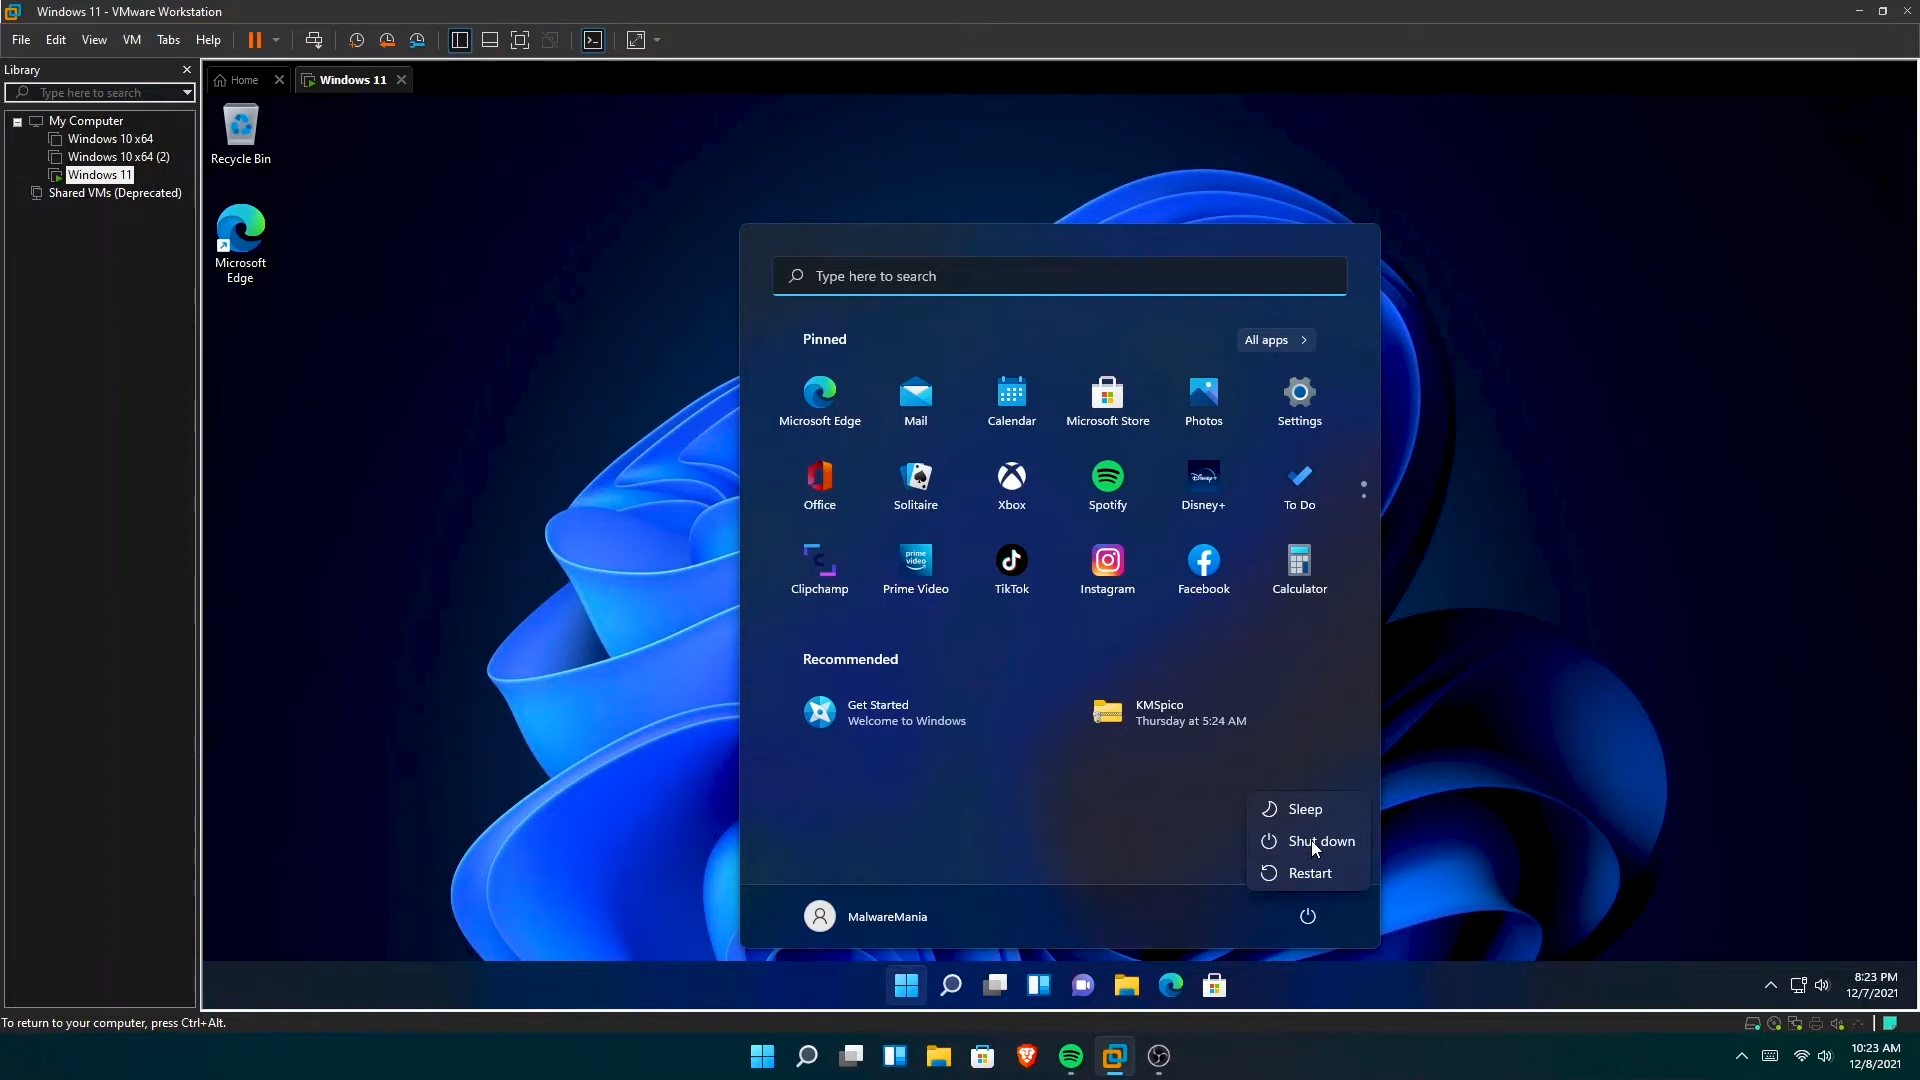 Windows 11 - VMware Workstation
File Edit View VM Tabs Help
Library
Type here to search
My Computer
Windows 10 x64
Windows 10 x64 (2)
Windows 11
Shared VMs (Deprecated)
Home
Windows 11
Recycle Bin
Microsoft
Edge
Type here to search
Pinned
All apps
Microsoft Edge
Mail
Calendar
Microsoft Store
Photos
Settings
Office
Solitaire
Xbox
Disney+
Spotify
Disney+
To Do
prime
video
Clipchamp
Prime Video
TikTok
Instagram
Facebook
Calculator
Recommended
Get Started
Welcome to Windows
KMSpico
Thursday at 5:24 AM
Sleep
Shut down
Restart
MalwareMania
8:23 PM
12/7/2021
To return to your computer, press Ctrl+Alt.
10:23 AM
12/8/2021